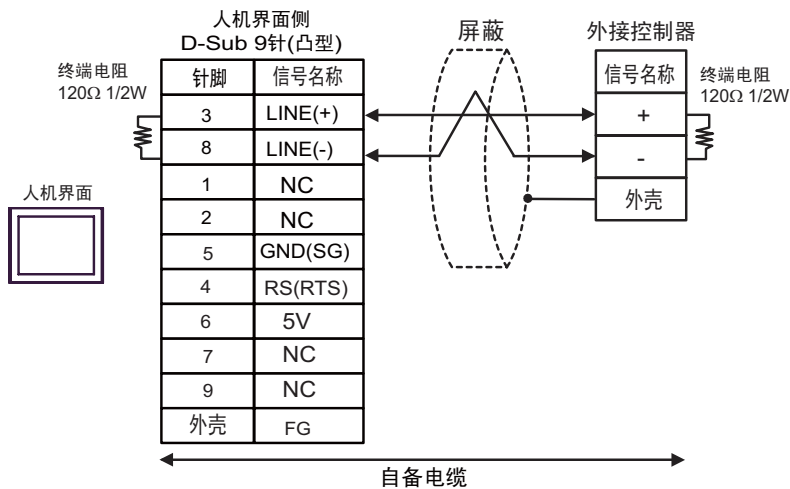 人机界面侧
D-Sub 9针(凸型)
屏蔽
外接控制器
终端电阻
120Ω 1/2W
针脚 信号名称
信号名称
终端电阻
120Ω 1/2W
3 LINE(+)
+
8 LINE(-)
-
1 NC
外壳
人机界面
2 NC
5 GND(SG)
4 RS(RTS)
6 5V
7 NC
9 NC
外壳 FG
自备电缆